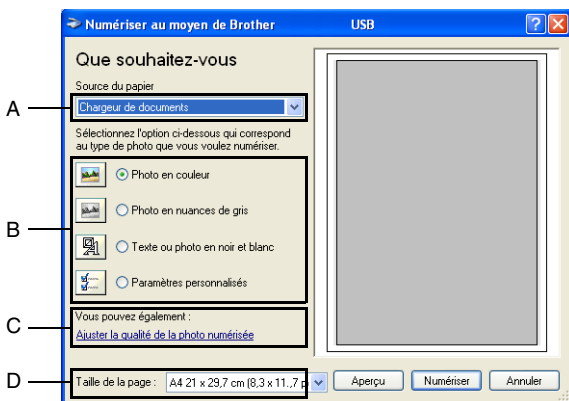 Numériser au moyen de Brother USB
Que souhaitez-vous
Source du papier
A
Chargeur de documents
Sélectionnez l'option ci-dessous qui correspond
au type de photo que vous voulez numériser.
B
Photo en couleur
Photo en nuances de gris
Texte ou photo en noir et blanc
Paramètres personnalisés
C
Vous pouvez également :
Ajuster la qualité de la photo numérisée
D
Taille de la page : A4 21 x 29,7 cm (8,3 x 11.,7 p
Aperçu Numériser Annuler